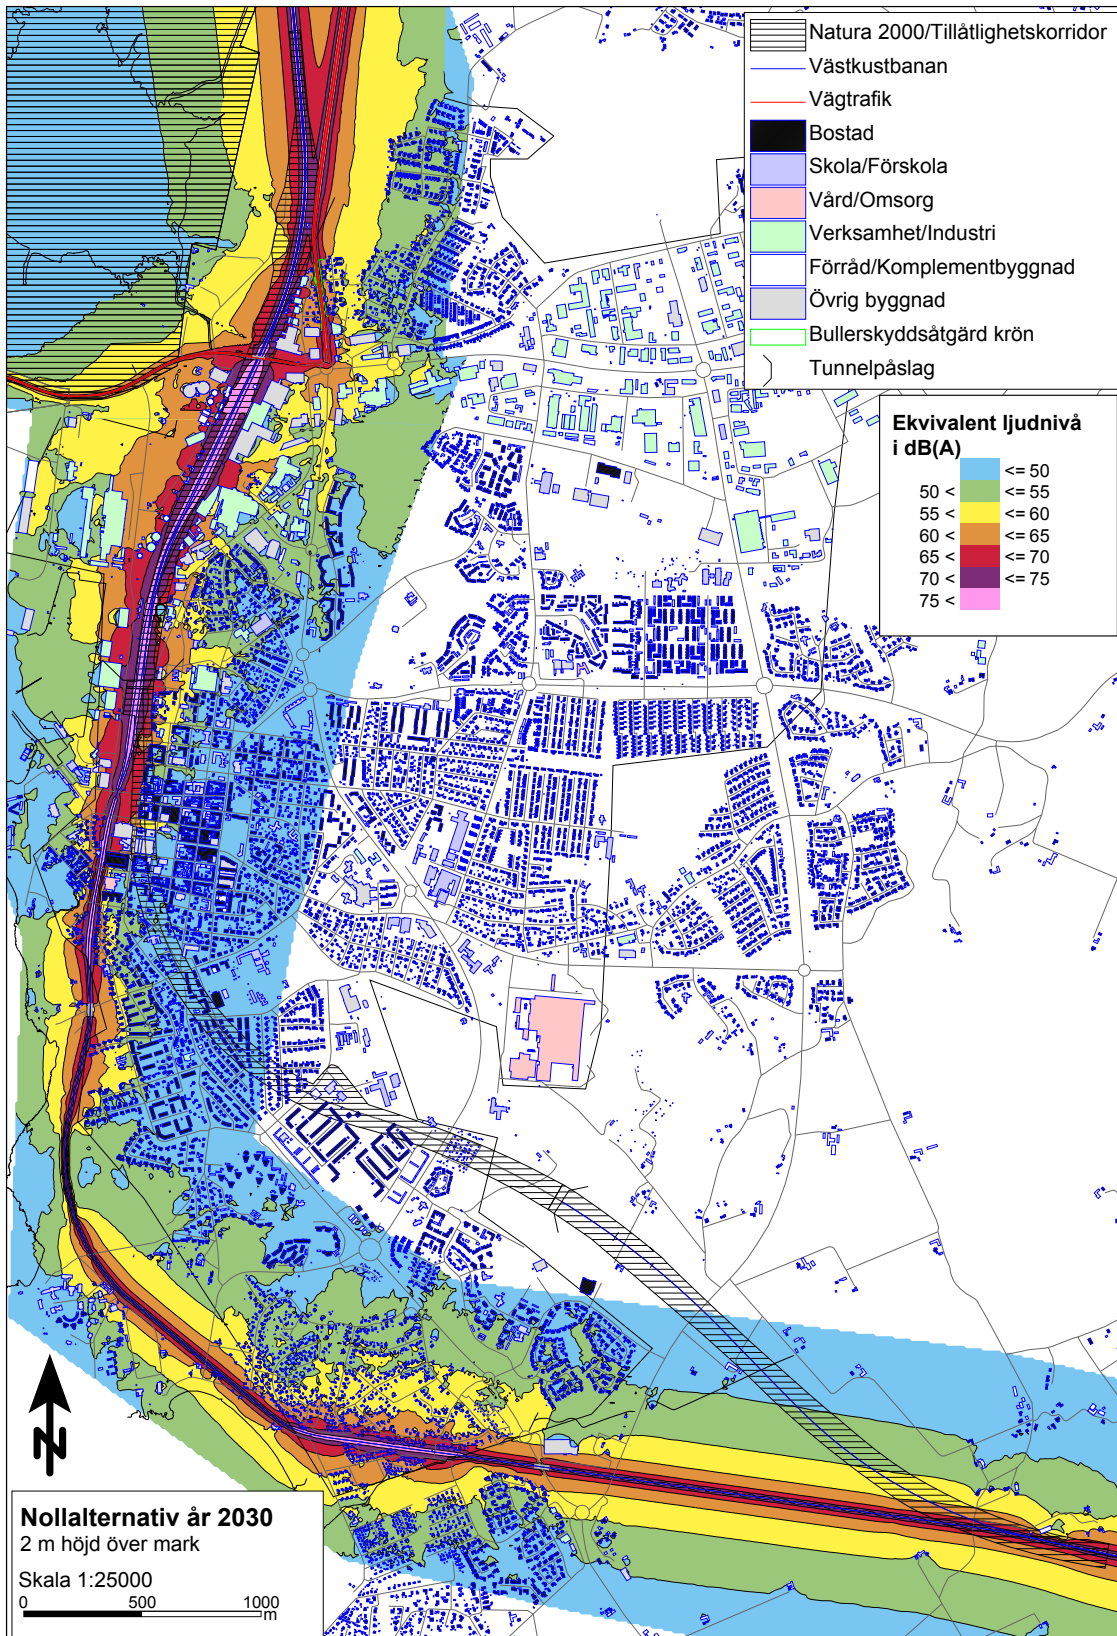 Natura 2000/Tillåtlighetskorridor
Västkustbanan
Vägtrafik
Bostad
Skola/Förskola
Vård/Omsorg
Verksamhet/Industri
Förråd/Komplementbyggnad
Övrig byggnad
Bullerskyddsåtgärd krön
Tunnelpåslag
Ekvivalent ljudnivå
i dB(A)
<= 50
50 < <= 55
55 < <= 60
60 < <= 65
65 < <= 70
70 < <= 75
75 <
N
Nollalternativ år 2030
2 m höjd över mark
Skala 1:25000
0 500 1000
m